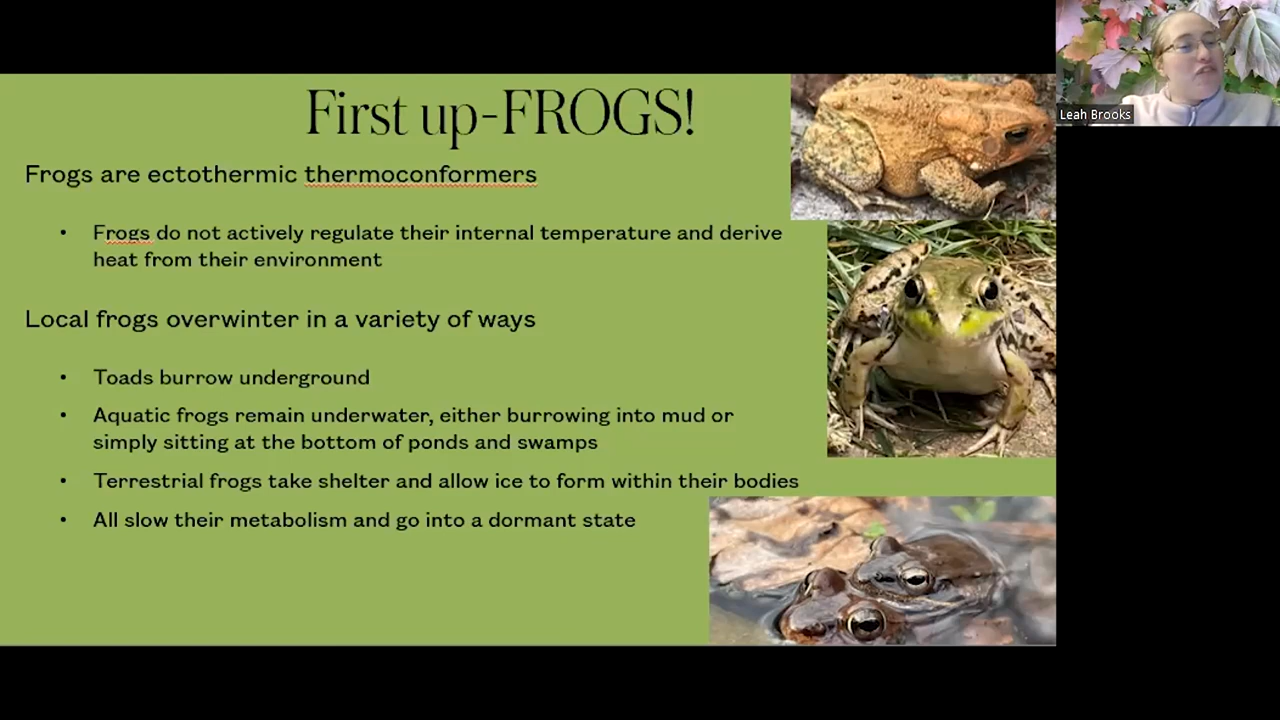 First up-FROGS!
Leah Brooks
Frogs are ectothermic thermoconformers
• Frogs do not actively regulate their internal temperature and derive
heat from their environment
Local frogs overwinter in a variety of ways
• Toads burrow underground
• Aquatic frogs remain underwater, either burrowing into mud or
simply sitting at the bottom of ponds and swamps
• Terrestrial frogs take shelter and allow ice to form within their bodies
• All slow their metabolism and go into a dormant state